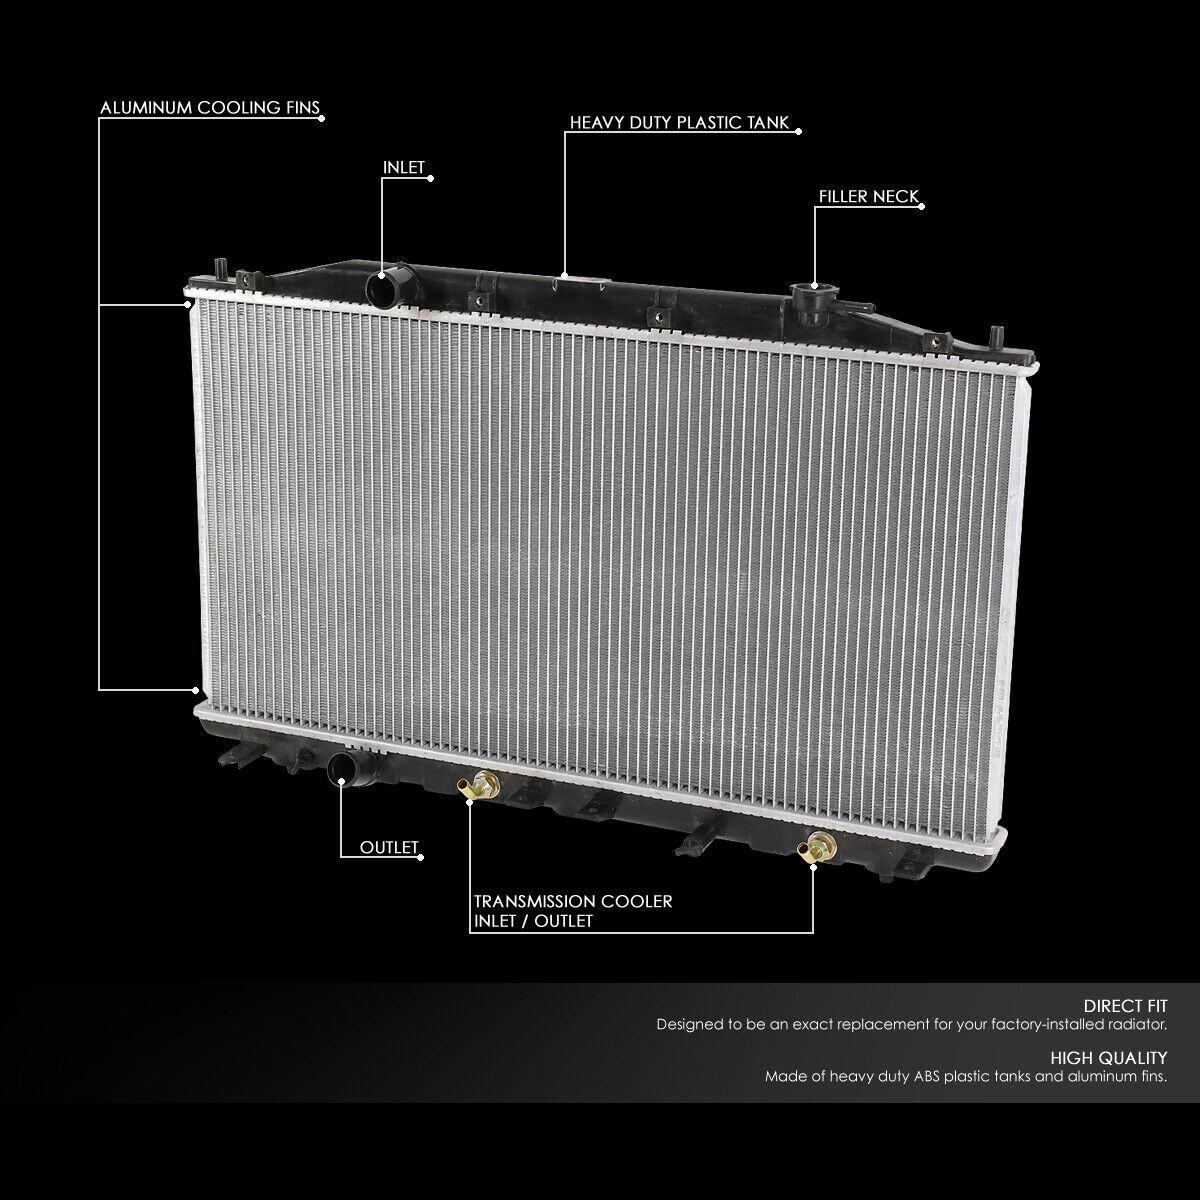 ALUMINUM COOLING FINS
HEAVY DUTY PLASTIC TANK
INLET
FILLER NECK
OUTLET
TRANSMISSION COOLER
INLET / OUTLET
DIRECT FIT
Designed to be an exact replacement for your factory-installed radiator.
HIGH QUALITY
Made of heavy duty ABS plastic tanks and aluminum fins.